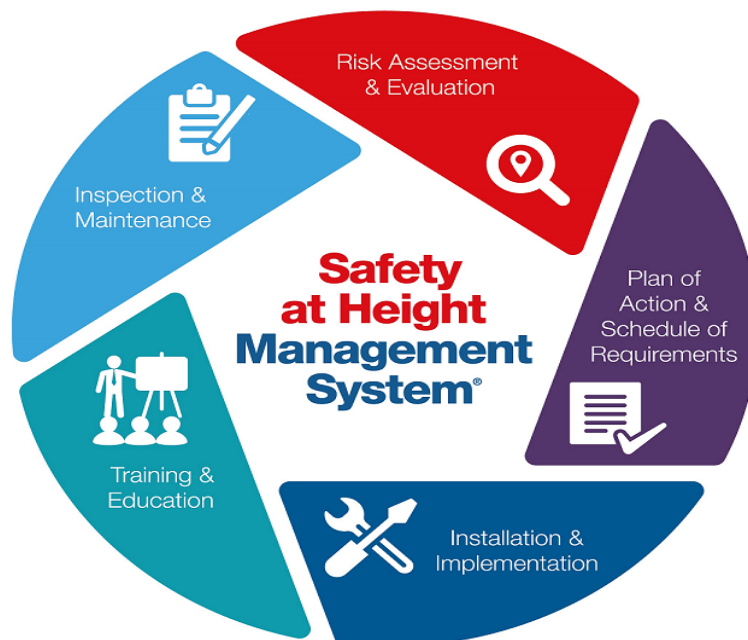 Risk Assessment
& Evaluation
Plan of
Action &
Schedule of
Requirements
Installation &
Implementation
Training &
Education
Inspection &
Maintenance
Safety
at Height
Management
System®